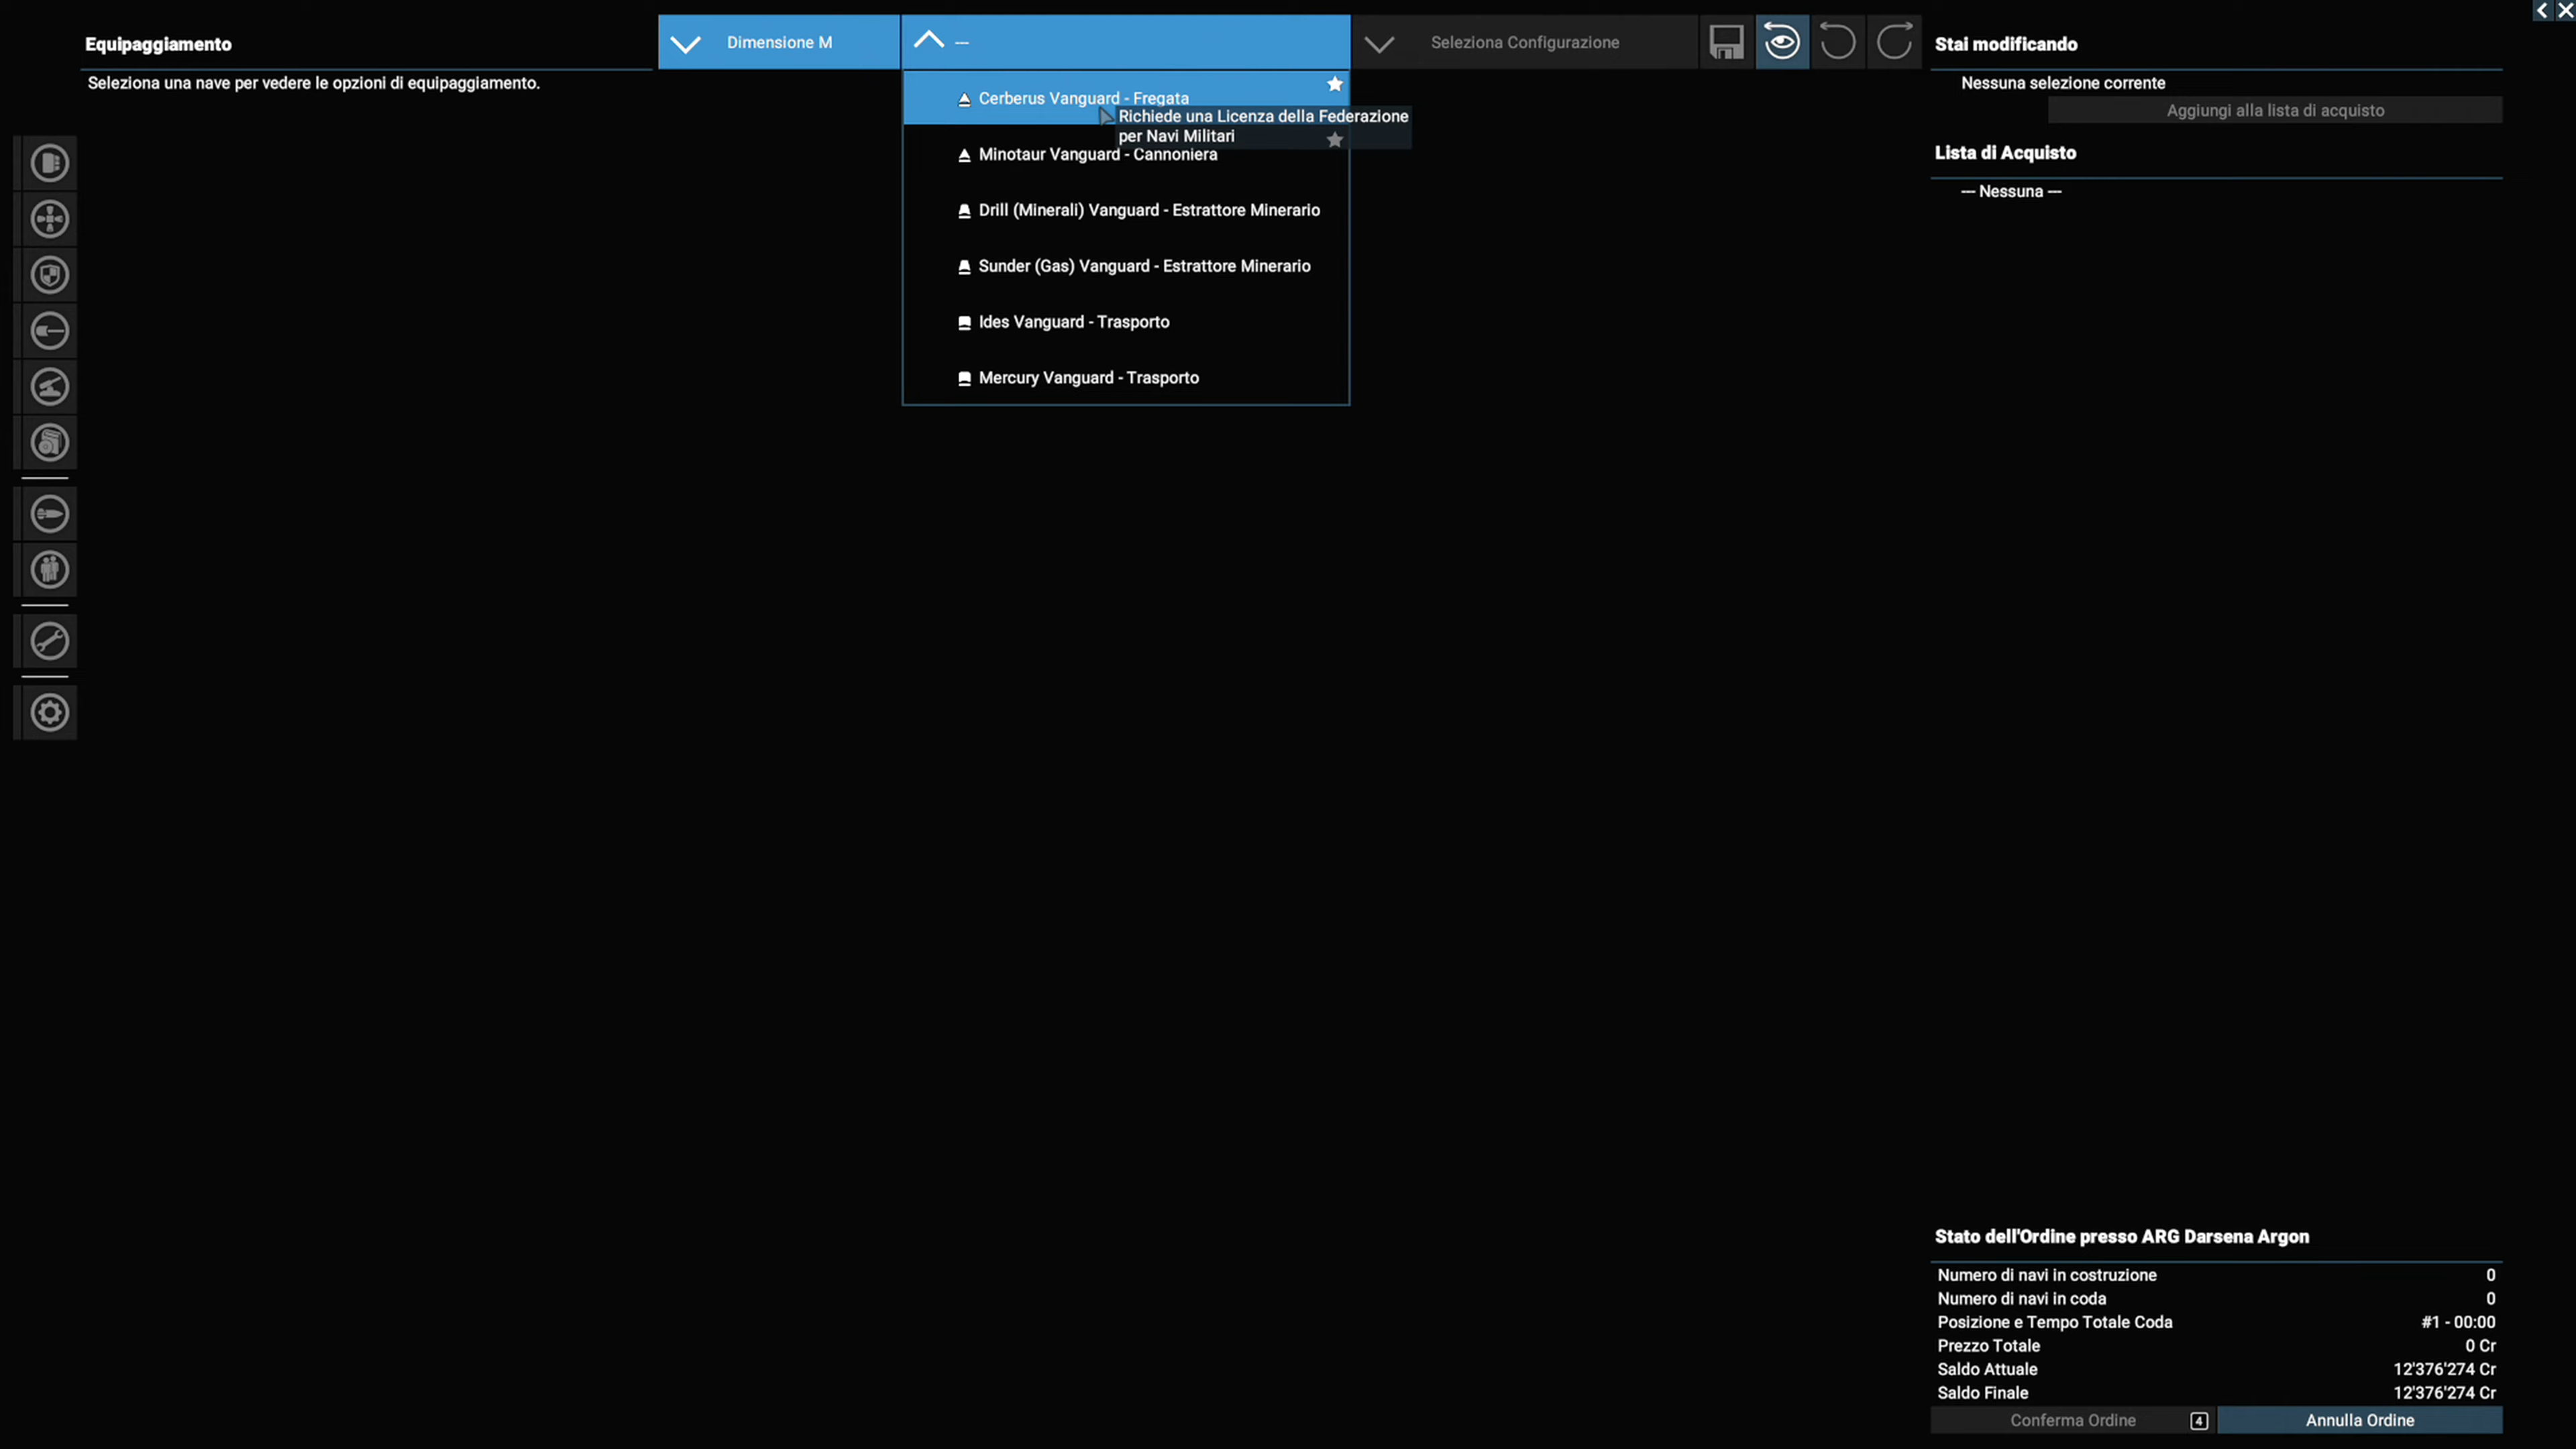 Equipaggiamento
Seleziona una nave per vedere le opzioni di equipaggiamento.
Dimensione M
---
Seleziona Configurazione
Cerberus Vanguard - Fregata
Richiede una Licenza della Federazione
per Navi Militari
Minotaur Vanguard - Cannoniera
Drill (Minerali) Vanguard - Estrattore Minerario
Sunder (Gas) Vanguard - Estrattore Minerario
Ides Vanguard - Trasporto
Mercury Vanguard - Trasporto
Stai modificando
Nessuna selezione corrente
Aggiungi alla lista di acquisto
Lista di Acquisto
--- Nessuna ---
Stato dell'Ordine presso ARG Darsena Argon
Numero di navi in costruzione 0
Numero di navi in coda 0
Posizione e Tempo Totale Coda #1 - 00:00
Prezzo Totale 0 Cr
Saldo Attuale 12'376'274 Cr
Saldo Finale 12'376'274 Cr
Conferma Ordine 4
Annulla Ordine